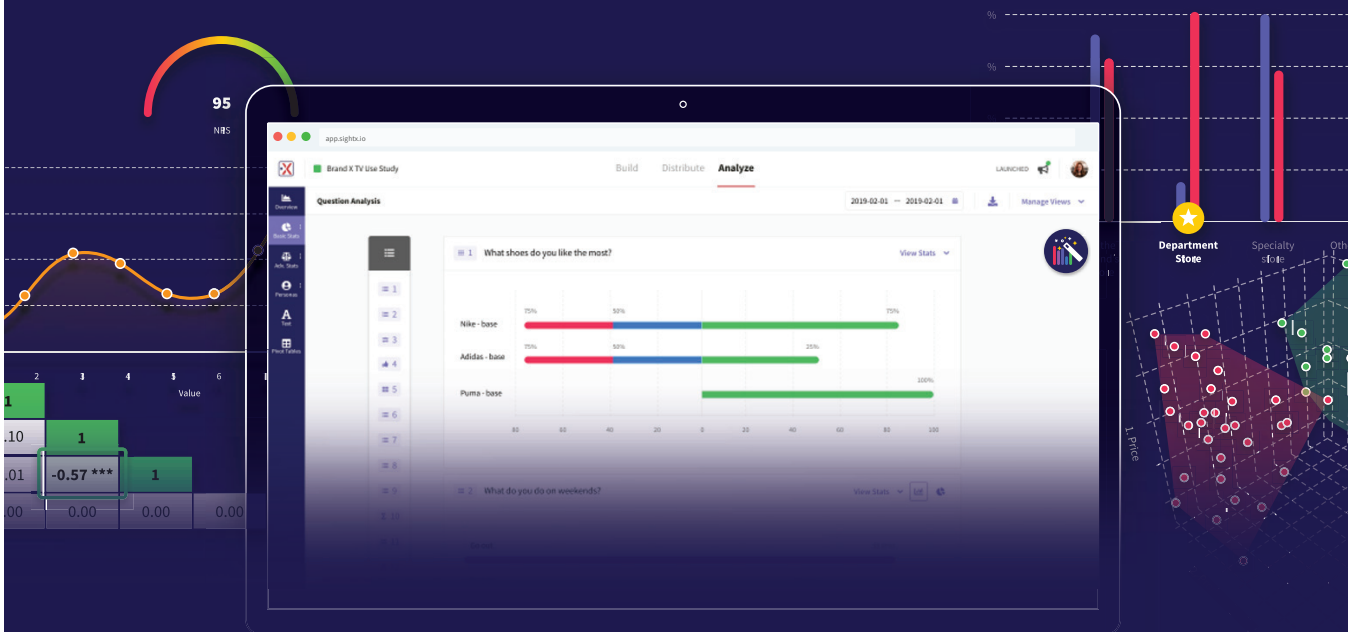 %
%
95
NPS
app.sightx.io
Brand X TV Use Study
Build
Distribute
Analyze
LAUNCHED
Question Analysis
2019-02-01 — 2019-02-01
Manage Views
Overview
Basic Stats
Adv. Stats
Personas
A
Text
Pivot Tables
1
2
3
4
5
6
7
8
9
10
1 What shoes do you like the most?
View Stats
75%
50%
75%
Nike - base
75%
50%
25%
Adidas - base
100%
Puma - base
80
60
40
20
0
20
40
60
80
100
2 What do you do on weekends?
View Stats
Department
Store
Specialty
store
1. Price
2
3
4
5
6
Value
1
.10
1
.01
-0.57 ***
1
.00
0.00
0.00
0.00